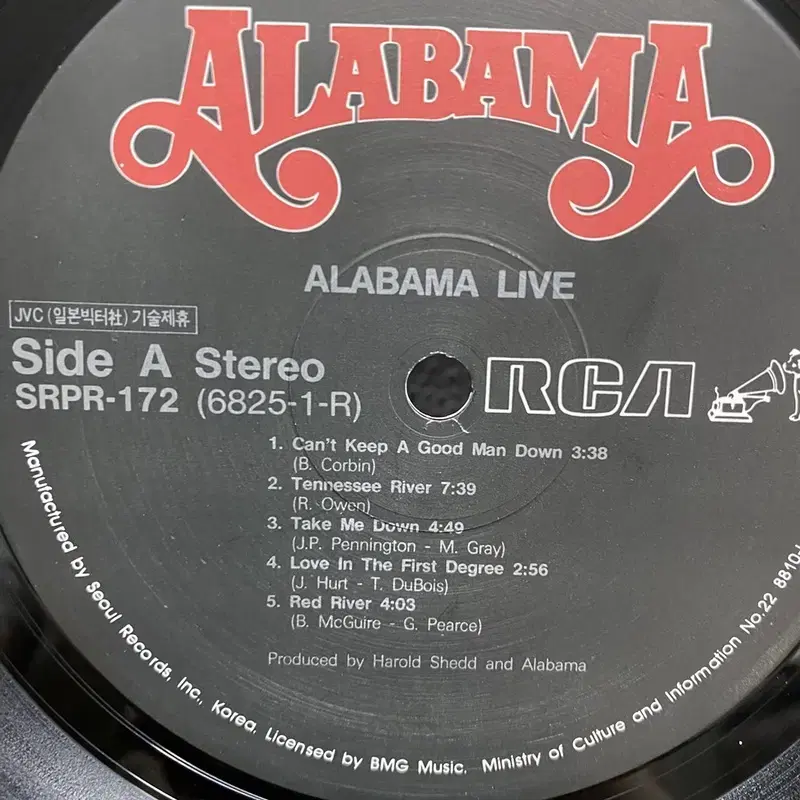 ALABAMA
ALABAMA LIVE
JVC (일본빅터社) 기술제휴
Side A Stereo
SRPR-172 (6825-1-R)
RCA
1. Can't Keep A Good Man Down 3:38
(B. Corbin)
2. Tennessee River 7:39
(R. Owen)
3. Take Me Down 4:49
(J.P. Pennington - M. Gray)
4. Love In The First Degree 2:56
(J. Hurt - T. DuBois)
5. Red River 4:03
(B. McGuire - G. Pearce)
Produced by Harold Shedd and Alabama
Manufactured by Seoul Records, Inc., Korea, Licensed by BMG Music. Ministry of Culture and Information No.22